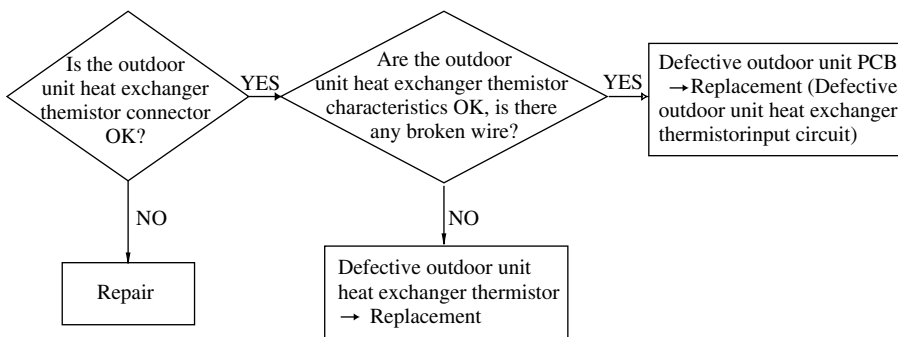 Is the outdoor
unit heat exchanger
themistor connector
OK?
YES
Are the outdoor
unit heat exchanger themistor
characteristics OK, is there
any broken wire?
YES
Defective outdoor unit PCB
→Replacement (Defective
outdoor unit heat exchanger
thermistorinput circuit)
NO
NO
Repair
Defective outdoor unit
heat exchanger thermistor
→ Replacement